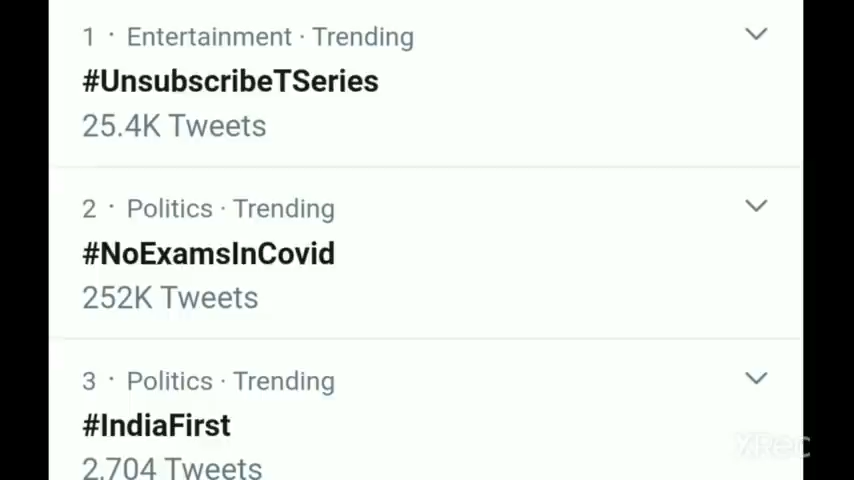 1 · Entertainment · Trending
#UnsubscribeTSeries
25.4K Tweets
2 · Politics · Trending
#NoExamsInCovid
252K Tweets
3 · Politics · Trending
#IndiaFirst
2,704 Tweets
XRec